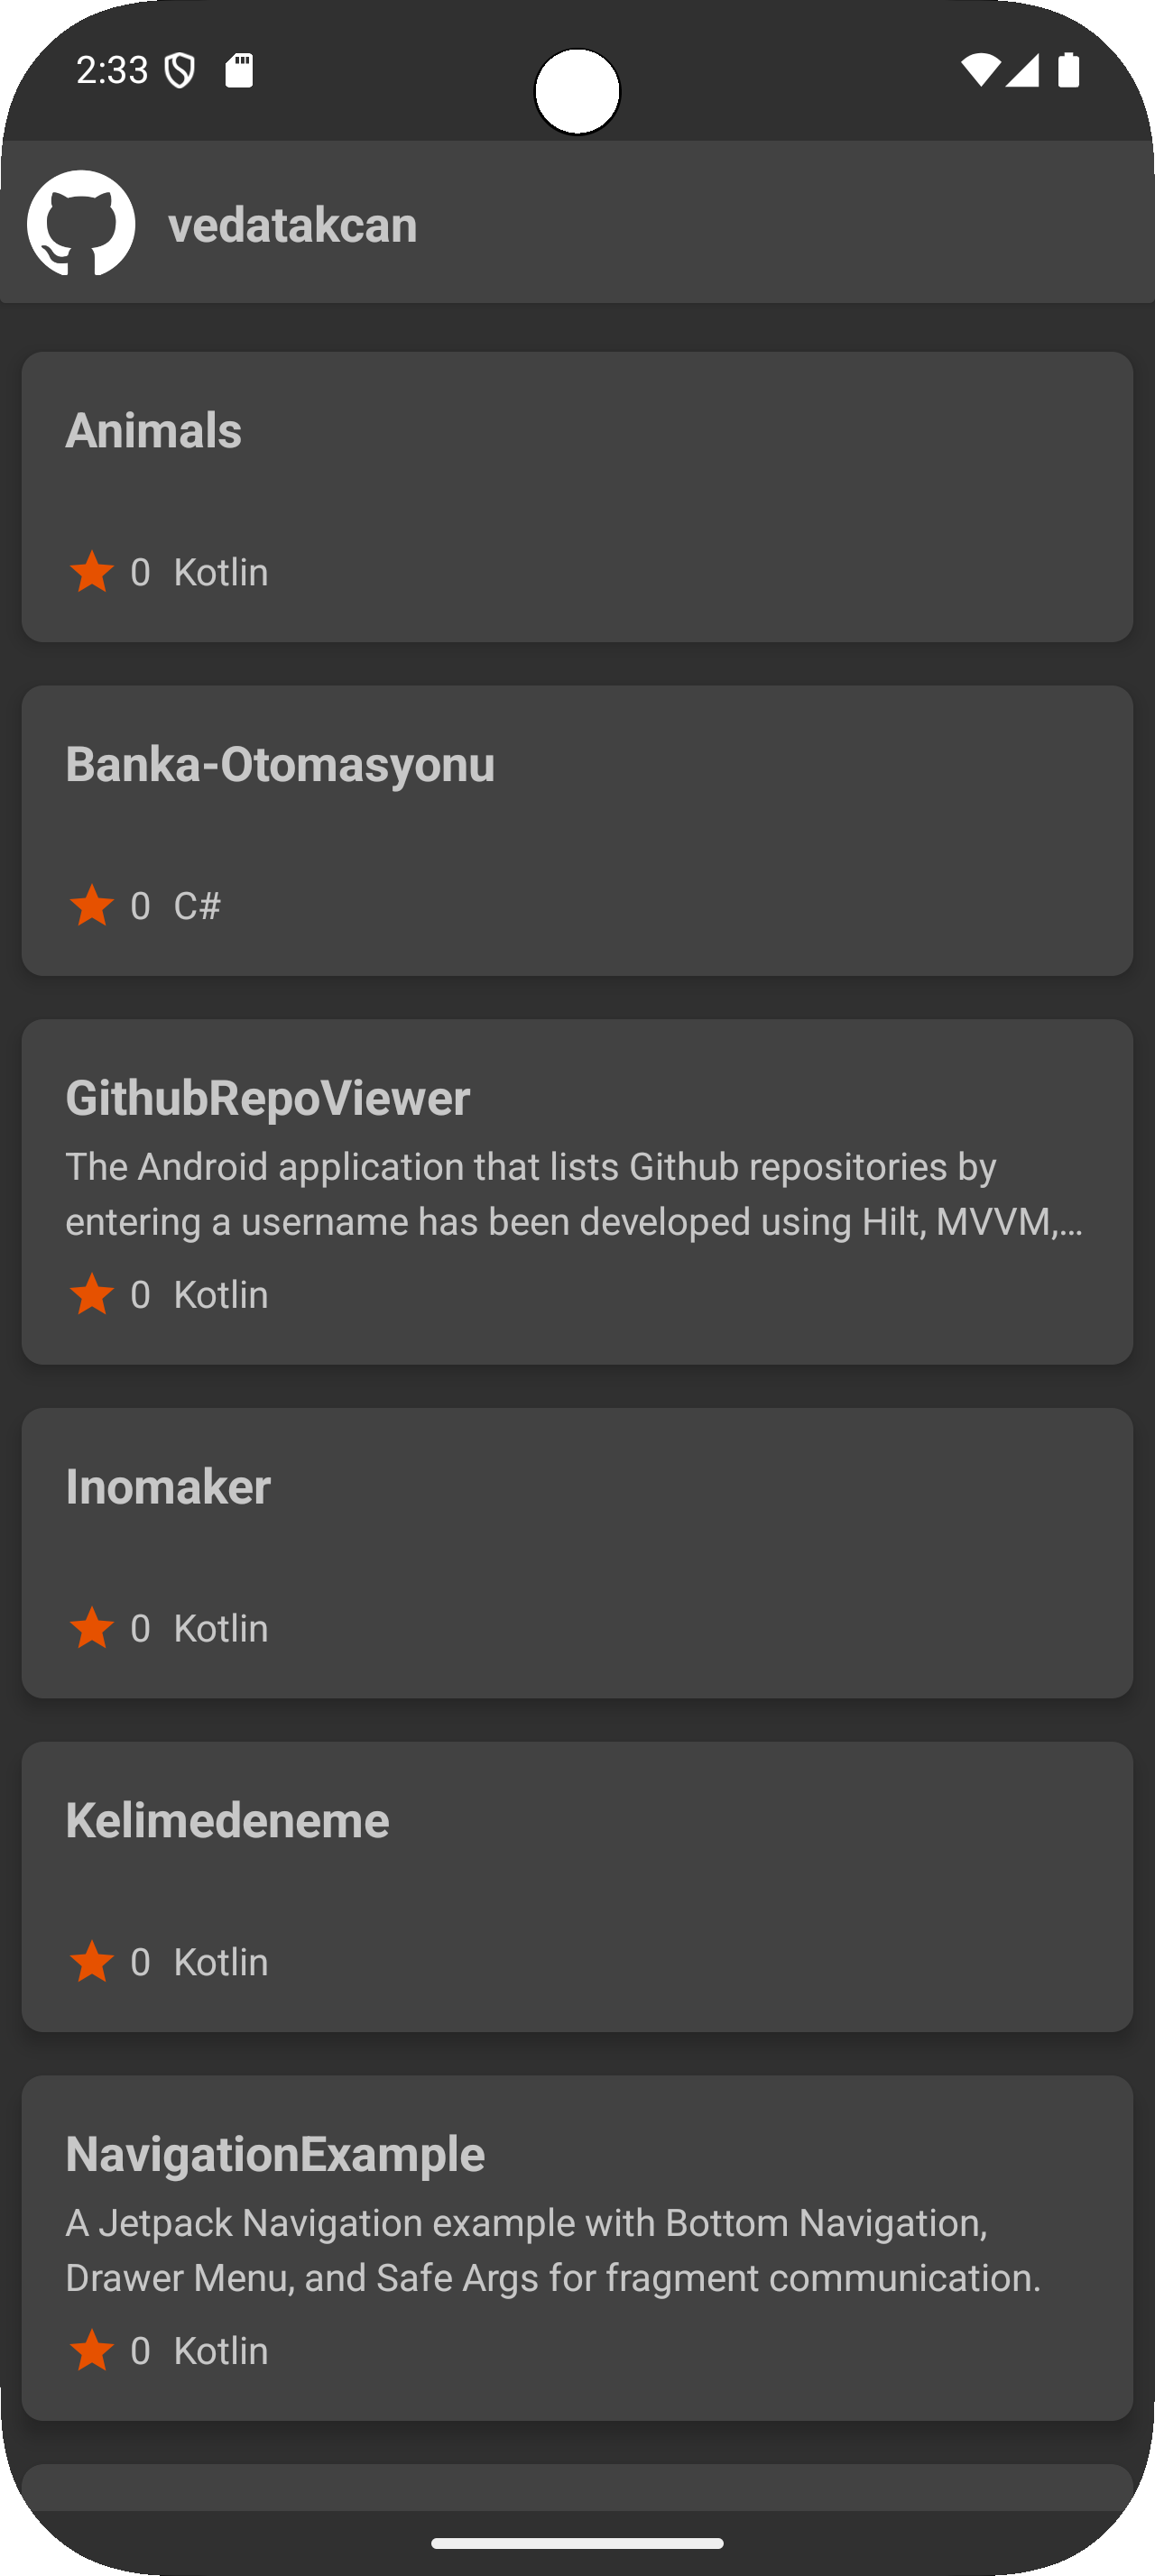 2:33
vedatakcan
Animals
0 Kotlin
Banka-Otomasyonu
0 C#
GithubRepoViewer
The Android application that lists Github repositories by
entering a username has been developed using Hilt, MVVM,...
0 Kotlin
Inomaker
0 Kotlin
Kelimedeneme
0 Kotlin
NavigationExample
A Jetpack Navigation example with Bottom Navigation,
Drawer Menu, and Safe Args for fragment communication.
0 Kotlin